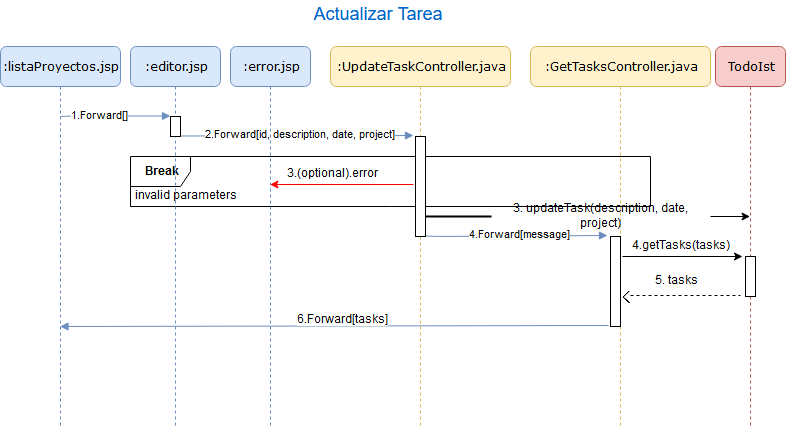 Actualizar Tarea
:listaProyectos.jsp
:editor.jsp
:error.jsp
:UpdateTaskController.java
:GetTasksController.java
TodoIst
1.Forward[]
2.Forward[id, description, date, project]
Break
3.(optional).error
invalid parameters
3. updateTask(description, date,
project)
4.Forward[message]
4.getTasks(tasks)
5. tasks
6.Forward[tasks]